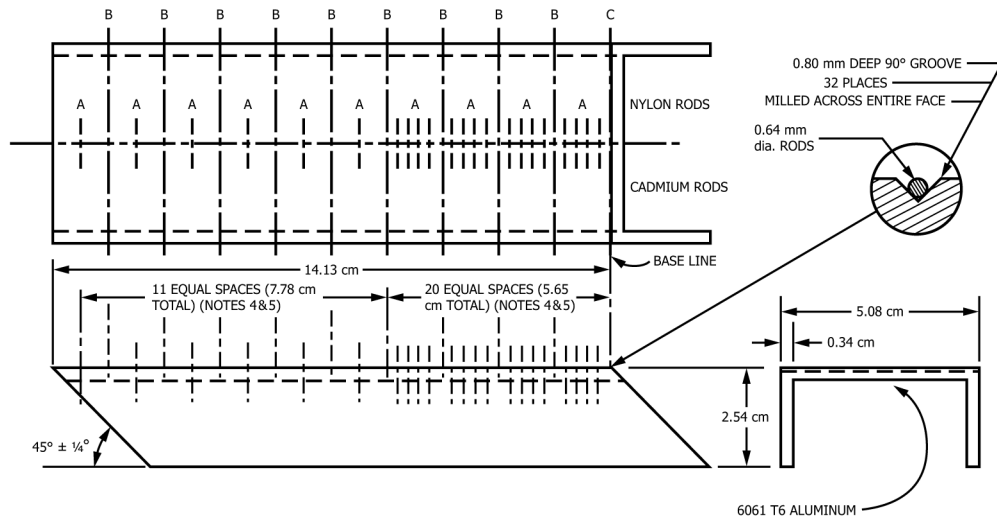 B B B B B B B B B C
A A A A A A A A A A
NYLON RODS
CADMIUM RODS
0.80 mm DEEP 90° GROOVE
32 PLACES
MILLED ACROSS ENTIRE FACE
0.64 mm
dia. RODS
BASE LINE
14.13 cm
11 EQUAL SPACES (7.78 cm
TOTAL) (NOTES 4&5)
20 EQUAL SPACES (5.65
cm TOTAL) (NOTES 4&5)
5.08 cm
0.34 cm
2.54 cm
45° ± ¼°
6061 T6 ALUMINUM